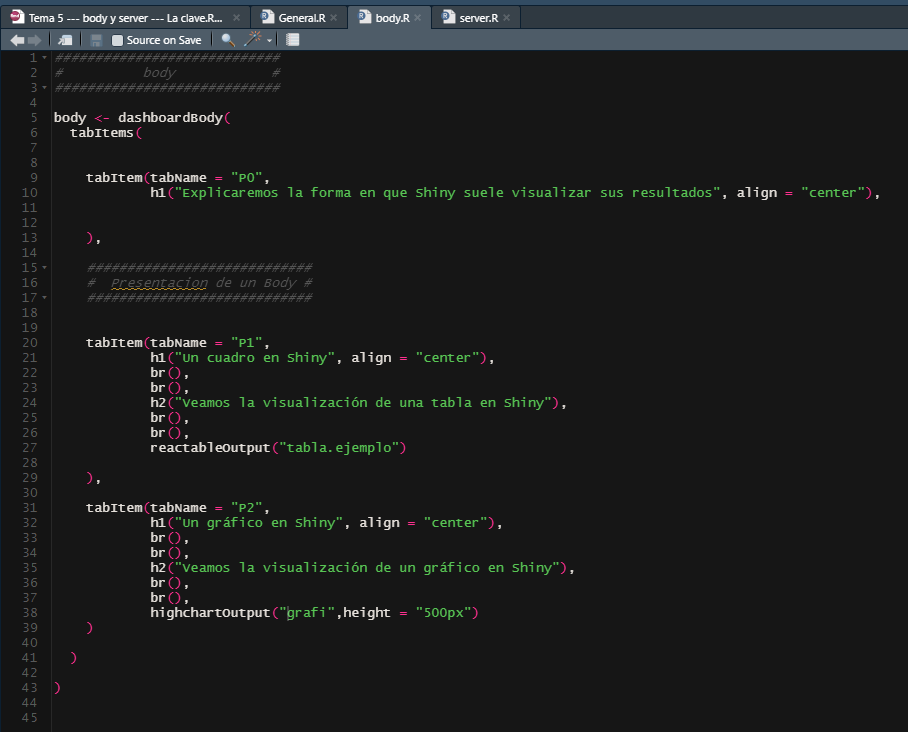 Tema 5 --- body y server --- La clave.R... × General.R × body.R × server.R ×
Source on Save
1 ############################
2 #          body            #
3 ############################
4
5 body <- dashboardBody(
6   tabItems(
7
8
9     tabItem(tabName = "P0",
10             h1("Explicaremos la forma en que Shiny suele visualizar sus resultados", align = "center"),
11
12
13     ),
14
15     ############################
16     #  Presentacion de un Body #
17     ############################
18
19
20     tabItem(tabName = "P1",
21             h1("Un cuadro en Shiny", align = "center"),
22             br(),
23             br(),
24             h2("Veamos la visualización de una tabla en Shiny"),
25             br(),
26             br(),
27             reactableOutput("tabla.ejemplo")
28
29     ),
30
31     tabItem(tabName = "P2",
32             h1("Un gráfico en Shiny", align = "center"),
33             br(),
34             br(),
35             h2("Veamos la visualización de un gráfico en Shiny"),
36             br(),
37             br(),
38             highchartOutput("grafi",height = "500px")
39     )
40
41   )
42
43 )
44
45